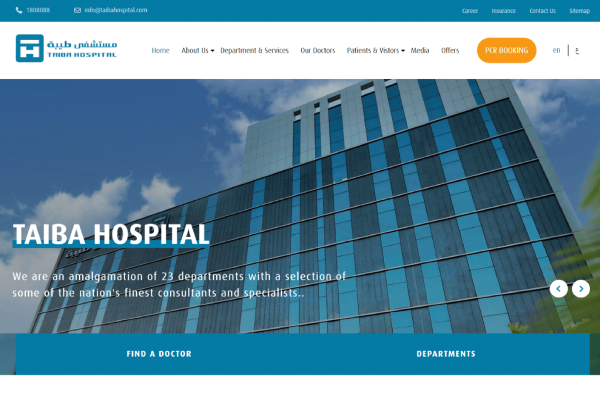 1808088 info@taibahospital.com Career Insurance Contact Us Sitemap
مستشفى طيبة
TAIBA HOSPITAL
Home About Us Department & Services Our Doctors Patients & Vistors Media Offers PCR BOOKING en ع
TAIBA HOSPITAL
We are an amalgamation of 23 departments with a selection of
some of the nation's finest consultants and specialists..
FIND A DOCTOR DEPARTMENTS